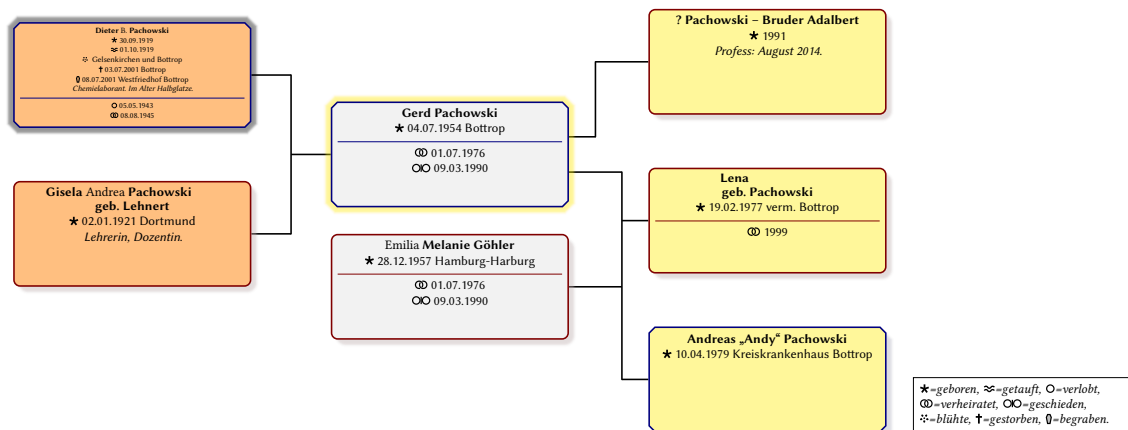 Dieter B. Pachowski
★ 30.09.1919
≈ 01.10.1919
⁘ Gelsenkirchen und Bottrop
✝ 03.07.2001 Bottrop
⚰ 08.07.2001 Westfriedhof Bottrop
Chemielaborant. Im Alter Halbglatze.
⚪ 05.05.1943
⚭ 08.08.1945
Gisela Andrea Pachowski
geb. Lehnert
★ 02.01.1921 Dortmund
Lehrerin, Dozentin.
Gerd Pachowski
★ 04.07.1954 Bottrop
⚭ 01.07.1976
⚮ 09.03.1990
Emilia Melanie Göhler
★ 28.12.1957 Hamburg-Harburg
⚭ 01.07.1976
⚮ 09.03.1990
? Pachowski – Bruder Adalbert
★ 1991
Profess: August 2014.
Lena
geb. Pachowski
★ 19.02.1977 verm. Bottrop
⚭ 1999
Andreas „Andy“ Pachowski
★ 10.04.1979 Kreiskrankenhaus Bottrop
★=geboren, ≈=getauft, ⚪=verlobt,
⚭=verheiratet, ⚮=geschieden,
⁘=blühte, ✝=gestorben, ⚰=begraben.